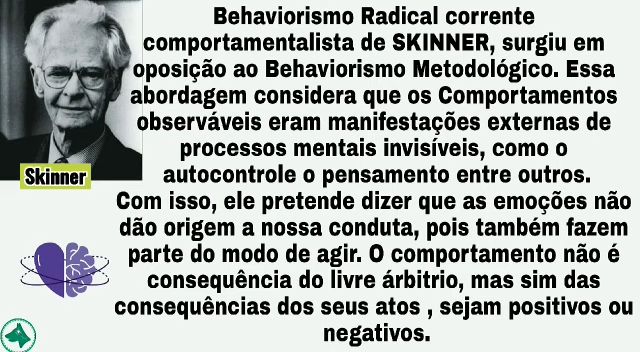 Behaviorismo Radical corrente
comportamentalista de SKINNER, surgiu em
oposição ao Behaviorismo Metodológico. Essa
abordagem considera que os Comportamentos
observáveis eram manifestações externas de
processos mentais invisíveis, como o
autocontrole o pensamento entre outros.
Skinner
Com isso, ele pretende dizer que as emoções não
dão origem a nossa conduta, pois também fazem
parte do modo de agir. O comportamento não é
consequência do livre árbitrio, mas sim das
consequências dos seus atos , sejam positivos ou
negativos.